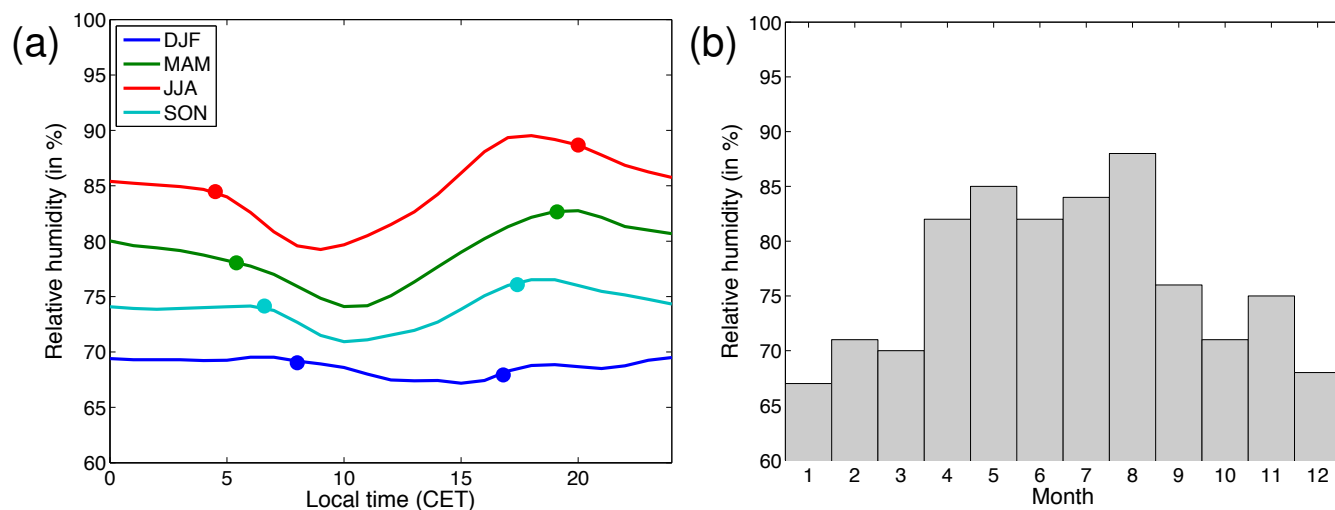 (a)
100
95
90
85
80
75
70
65
60
Relative humidity (in %)
DJF
MAM
JJA
SON
0 5 10 15 20
Local time (CET)
(b)
1 2 3 4 5 6 7 8 9 10 11 12
100
95
90
85
80
75
70
65
60
Relative humidity (in %)
Month